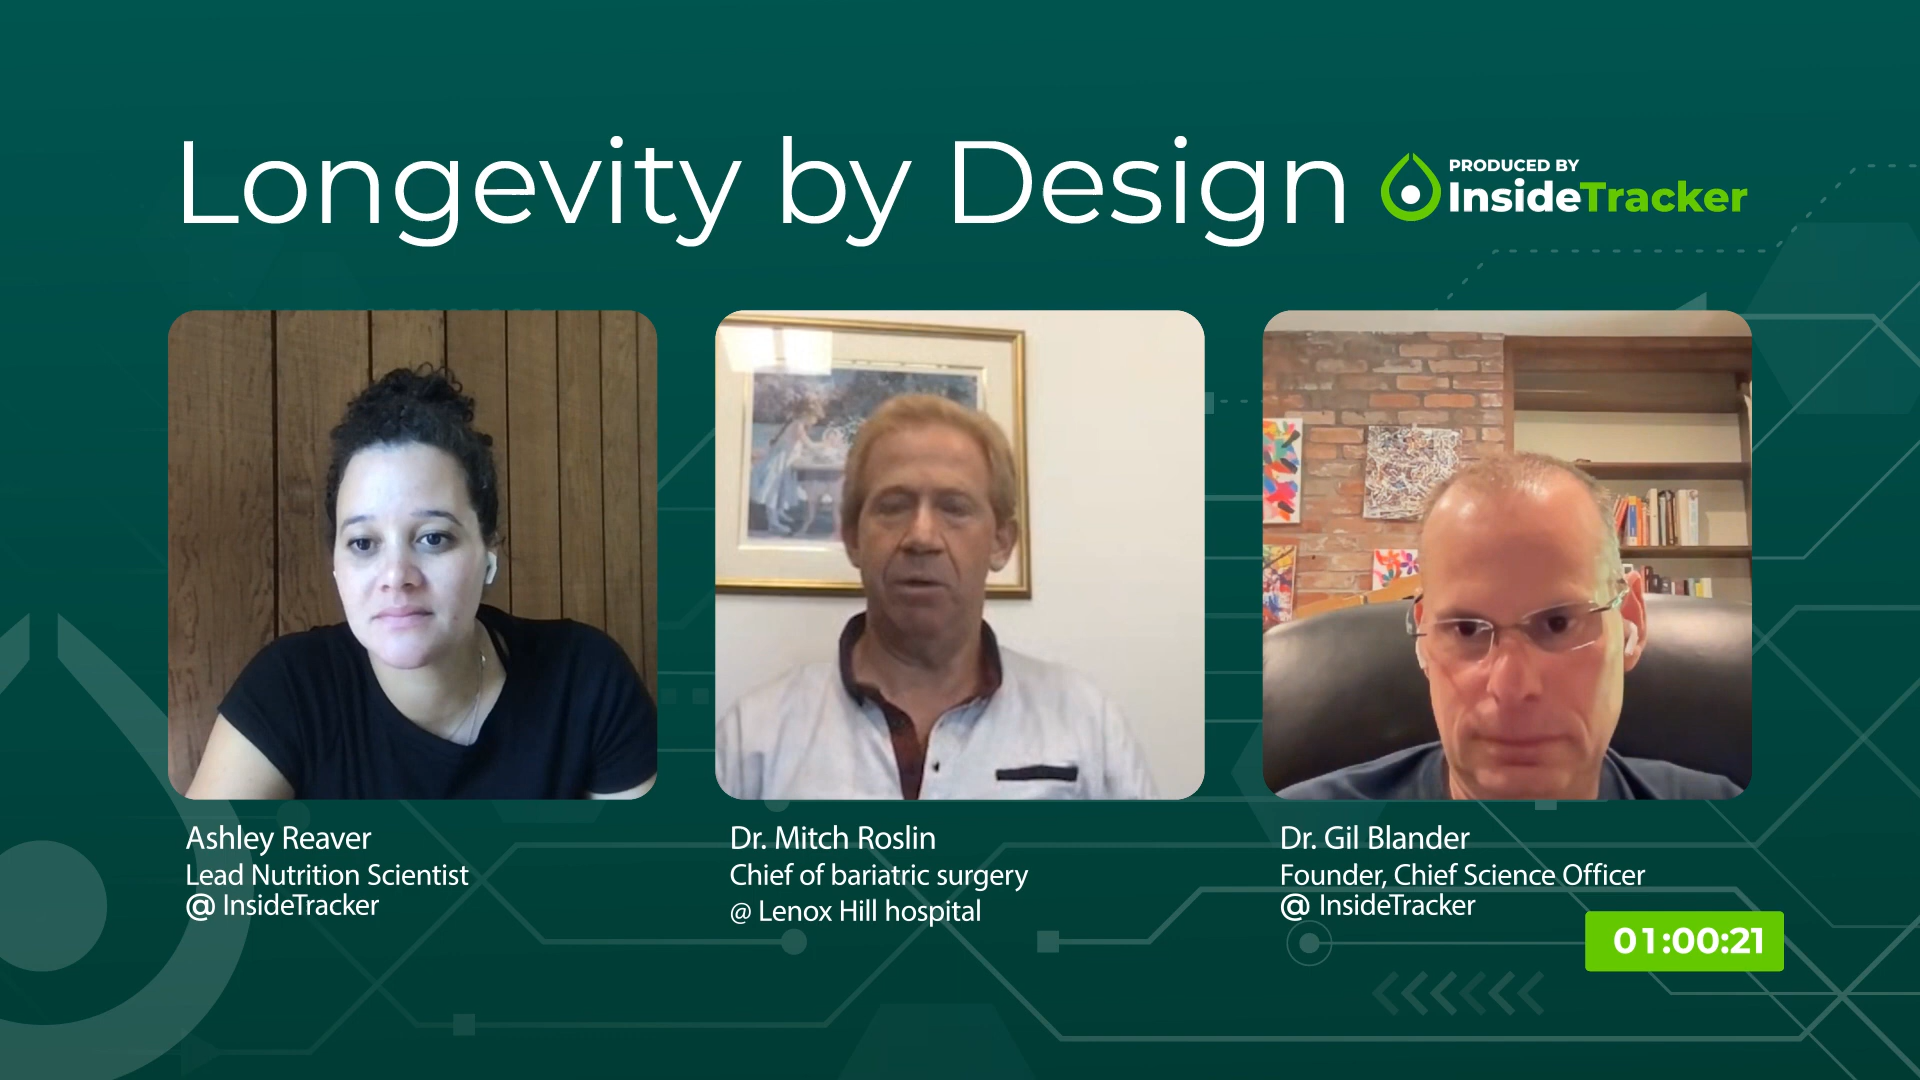 Longevity by Design
PRODUCED BY
InsideTracker
Ashley Reaver
Lead Nutrition Scientist
@ InsideTracker
Dr. Mitch Roslin
Chief of bariatric surgery
@ Lenox Hill hospital
Dr. Gil Blander
Founder, Chief Science Officer
@ InsideTracker
01:00:21